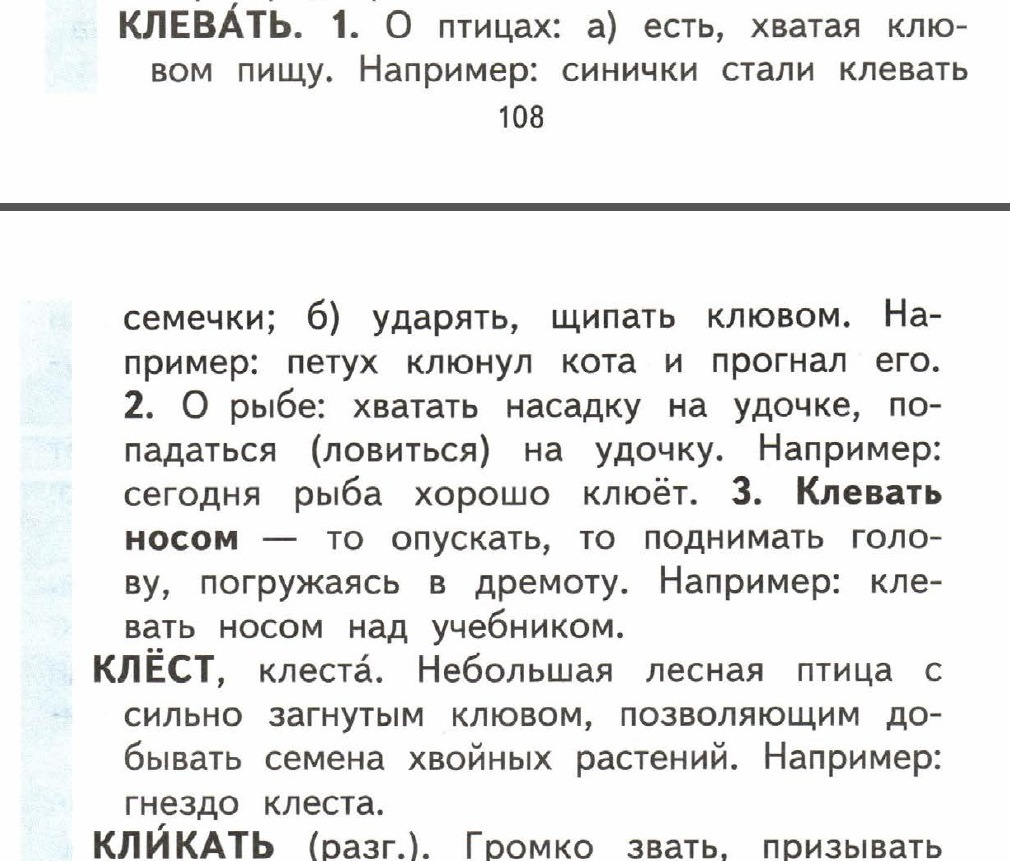 КЛЕВА́ТЬ. 1. О птицах: а) есть, хватая клю-
вом пищу. Например: синички стали клевать
108
семечки; б) ударять, щипать клювом. На-
пример: петух клюнул кота и прогнал его.
2. О рыбе: хватать насадку на удочке, по-
падаться (ловиться) на удочку. Например:
сегодня рыба хорошо клюёт. 3. Клевать
носом — то опускать, то поднимать голо-
ву, погружаясь в дремоту. Например: кле-
вать носом над учебником.
КЛЁСТ, клеста́. Небольшая лесная птица с
сильно загнутым клювом, позволяющим до-
бывать семена хвойных растений. Например:
гнездо клеста.
КЛИ́КАТЬ (разг.). Громко звать, призывать